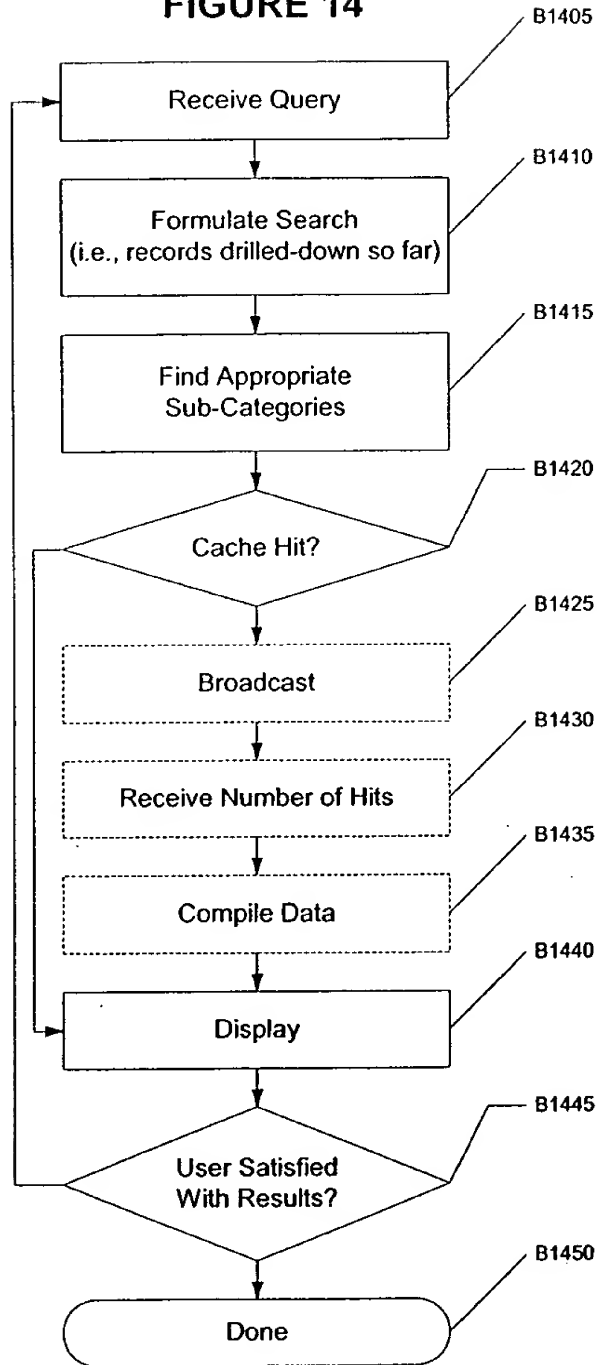 FIGURE 14
B1405
Receive Query
B1410
Formulate Search
(i.e., records drilled-down so far)
B1415
Find Appropriate
Sub-Categories
B1420
Cache Hit?
B1425
Broadcast
B1430
Receive Number of Hits
B1435
Compile Data
B1440
Display
B1445
User Satisfied
With Results?
B1450
Done